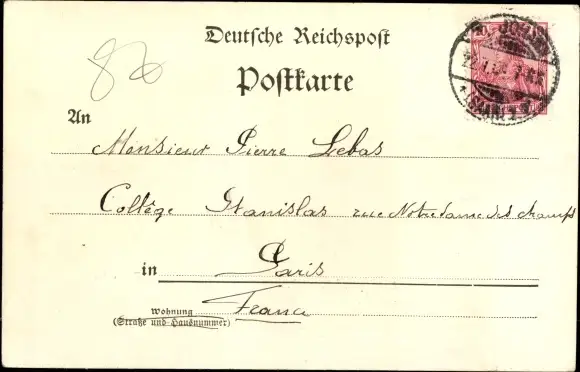 Deutsche Reichspost
Postkarte
An
Monsieur Pierre Lebas
Collège Stanislas rue Notre dame des champs
in Paris
France
Wohnung
(Straße und Hausnummer)